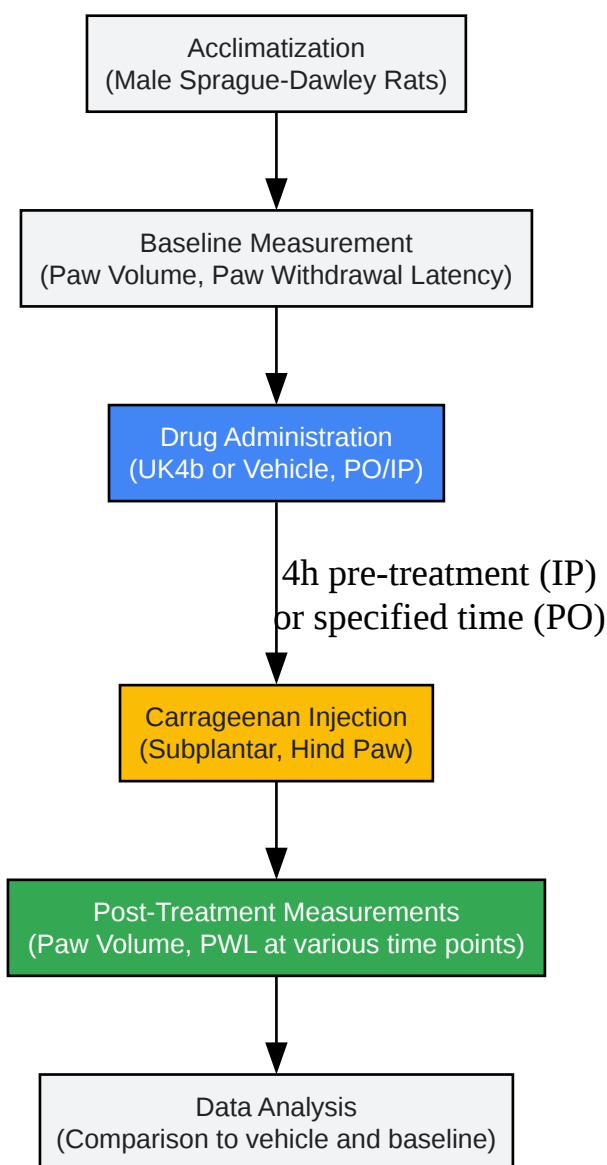 Acclimatization
(Male Sprague-Dawley Rats)
Baseline Measurement
(Paw Volume, Paw Withdrawal Latency)
Drug Administration
(UK4b or Vehicle, PO/IP)
4h pre-treatment (IP)
or specified time (PO)
Carrageenan Injection
(Subplantar, Hind Paw)
Post-Treatment Measurements
(Paw Volume, PWL at various time points)
Data Analysis
(Comparison to vehicle and baseline)